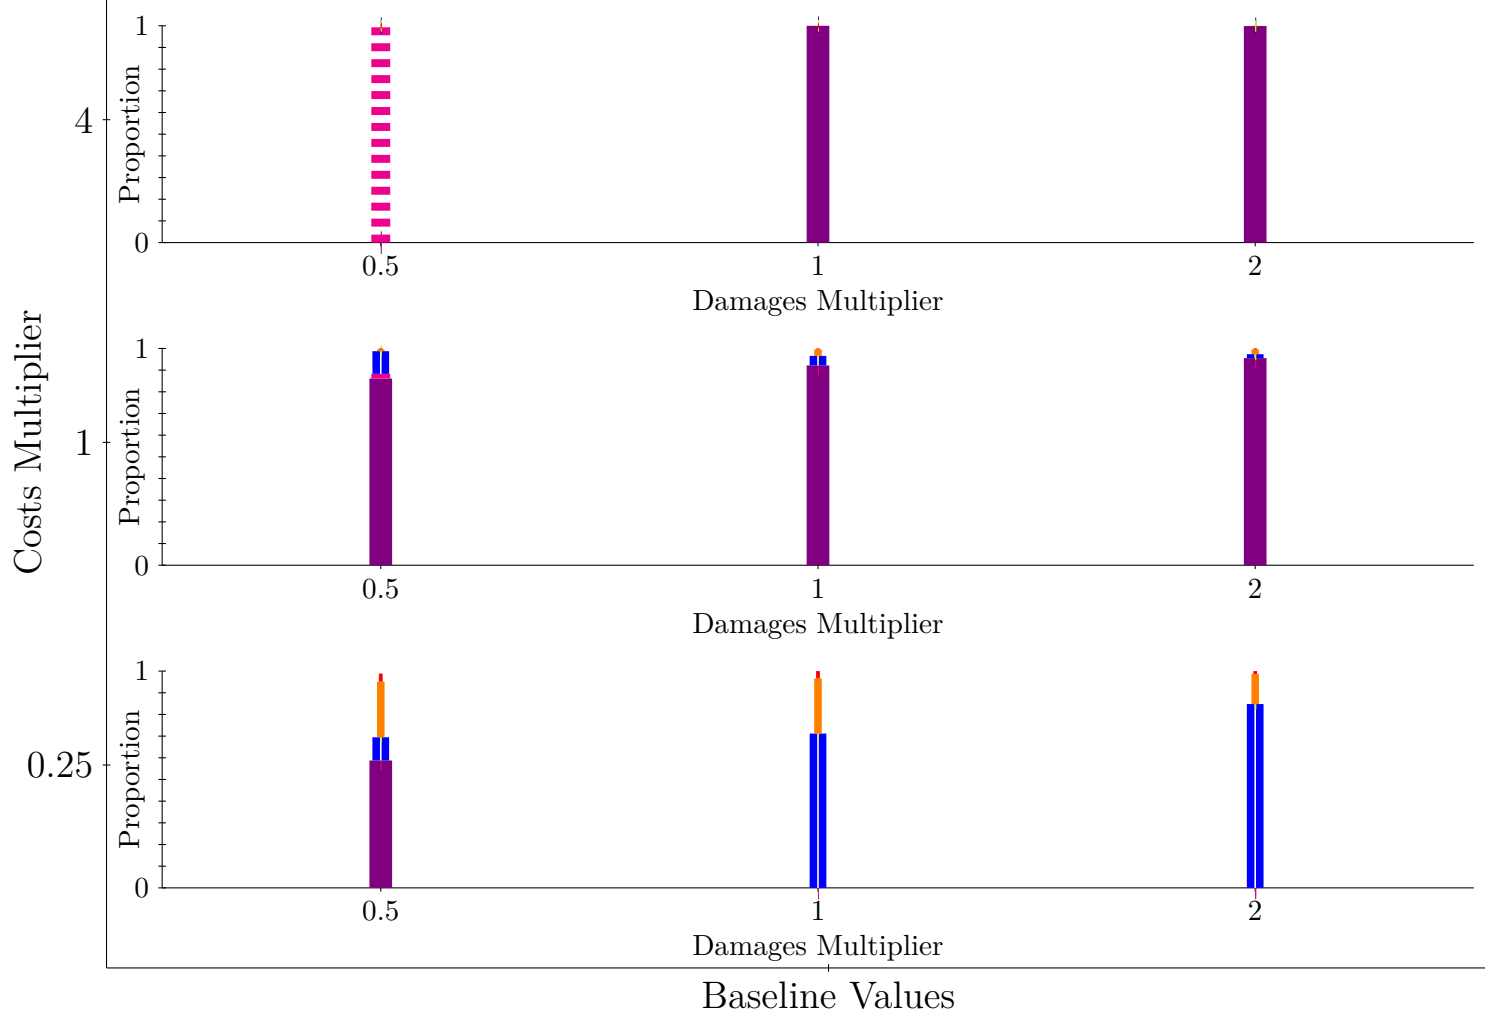 Costs Multiplier
4
Proportion
1
0
0.5 1 2
Damages Multiplier
1
Proportion
1
0
0.5 1 2
Damages Multiplier
0.25
Proportion
1
0
0.5 1 2
Damages Multiplier
Baseline Values